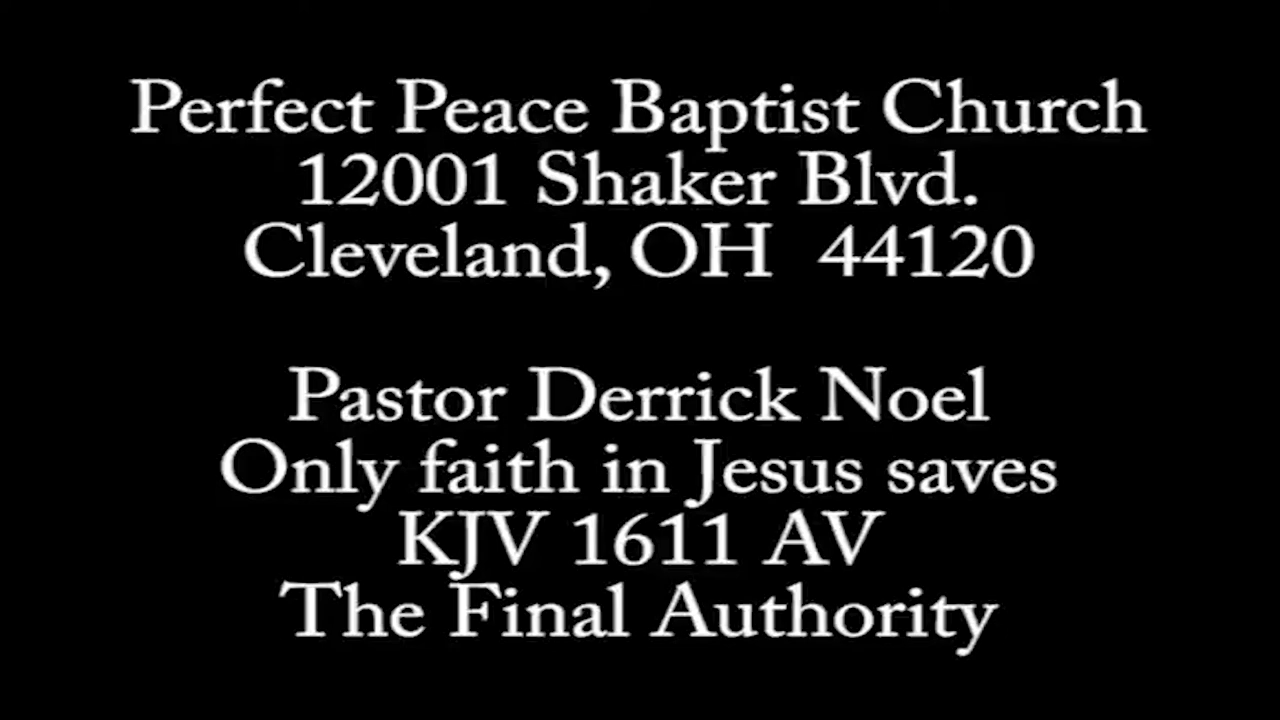 Perfect Peace Baptist Church
12001 Shaker Blvd.
Cleveland, OH  44120
Pastor Derrick Noel
Only faith in Jesus saves
KJV 1611 AV
The Final Authority